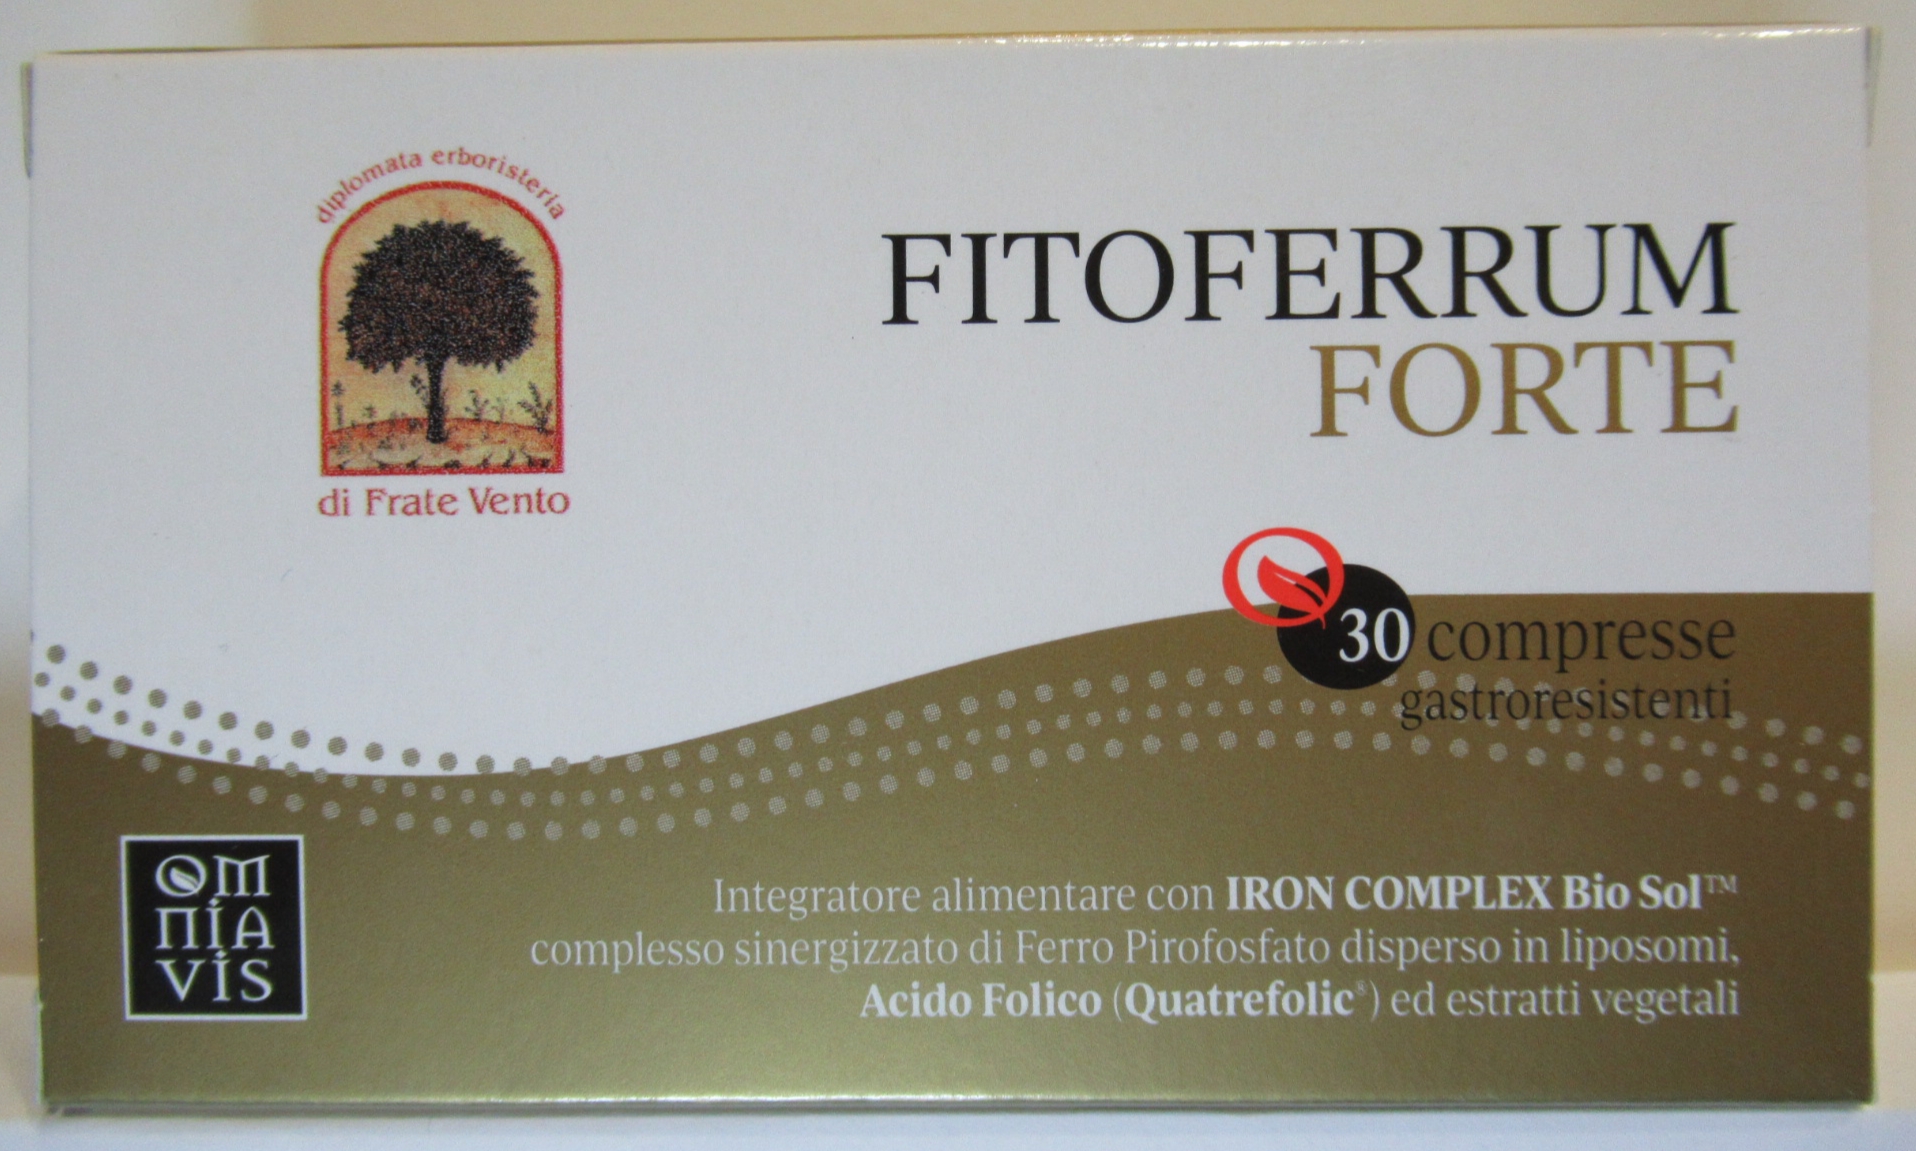 diplomata erboristeria
di Frate Vento
FITOFERRUM
FORTE
30 compresse
gastroresistenti
OM
NIA
VIS
Integratore alimentare con IRON COMPLEX Bio Sol™
complesso sinergizzato di Ferro Pirofosfato disperso in liposomi,
Acido Folico (Quatrefolic®) ed estratti vegetali